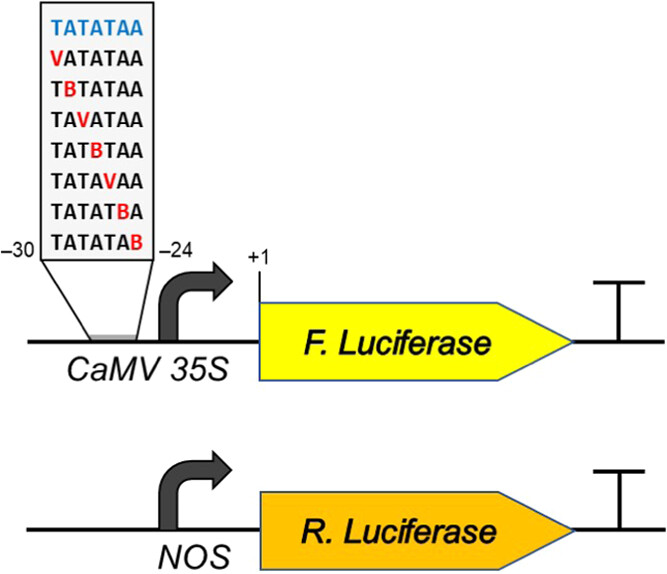 TATATAA
VATATAA
TBTATAA
TAVATAA
TATBTAA
TATAVAA
TATATBA
TATATAB
–30
–24
+1
F. Luciferase
CaMV 35S
R. Luciferase
NOS